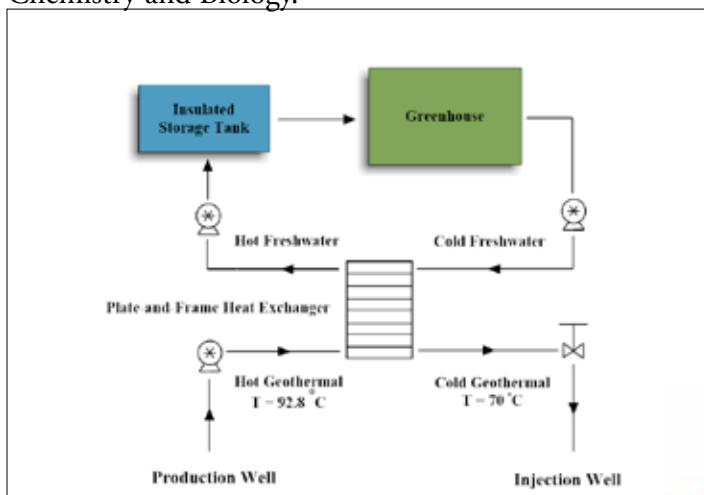 Chemistry and Biology.
Insulated
Storage Tank
Greenhouse
Hot Freshwater
Cold Freshwater
Plate-and-Frame Heat Exchanger
Hot Geothermal
T = 92.8 °C
Cold Geothermal
T = 70 °C
Production Well
Injection Well